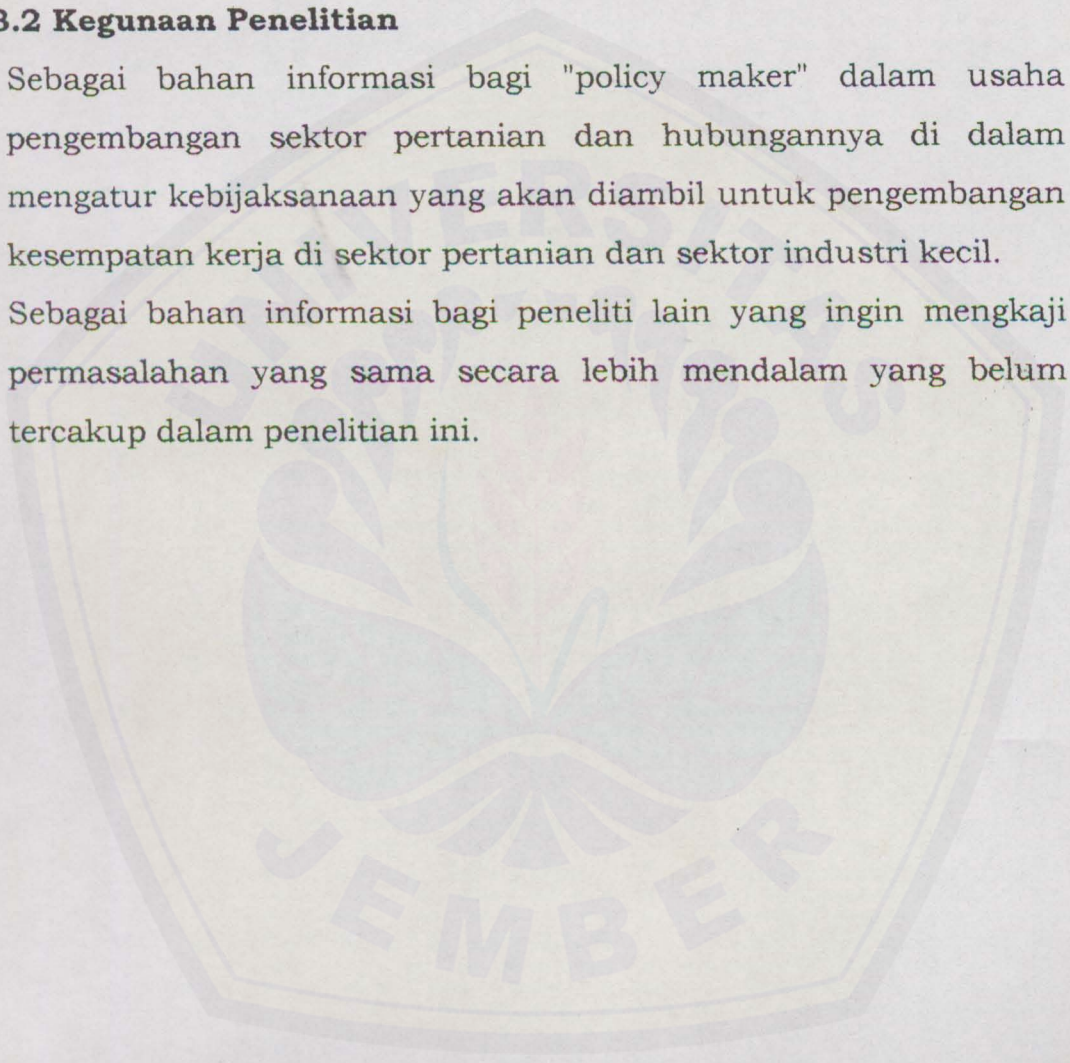 3.2 Kegunaan Penelitian
Sebagai bahan informasi bagi "policy maker" dalam usaha
pengembangan sektor pertanian dan hubungannya di dalam
mengatur kebijaksanaan yang akan diambil untuk pengembangan
kesempatan kerja di sektor pertanian dan sektor industri kecil.
Sebagai bahan informasi bagi peneliti lain yang ingin mengkaji
permasalahan yang sama secara lebih mendalam yang belum
tercakup dalam penelitian ini.
UNIVERSITAS
JEMBER